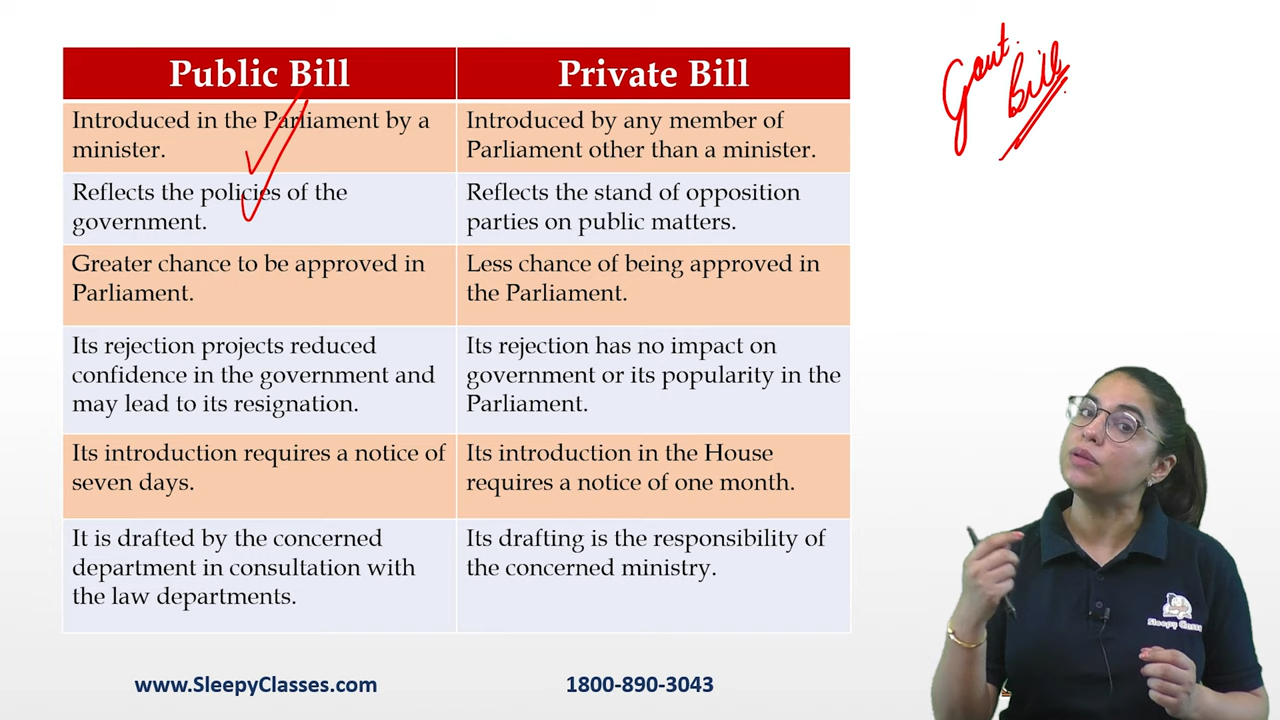 Public Bill
Private Bill
Govt.
Bill
Introduced in the Parliament by a
minister.
Introduced by any member of
Parliament other than a minister.
Reflects the policies of the
government.
Reflects the stand of opposition
parties on public matters.
Greater chance to be approved in
Parliament.
Less chance of being approved in
the Parliament.
Its rejection projects reduced
confidence in the government and
may lead to its resignation.
Its rejection has no impact on
government or its popularity in the
Parliament.
Its introduction requires a notice of
seven days.
Its introduction in the House
requires a notice of one month.
It is drafted by the concerned
department in consultation with
the law departments.
Its drafting is the responsibility of
the concerned ministry.
Sleepy Classes
www.SleepyClasses.com
1800-890-3043